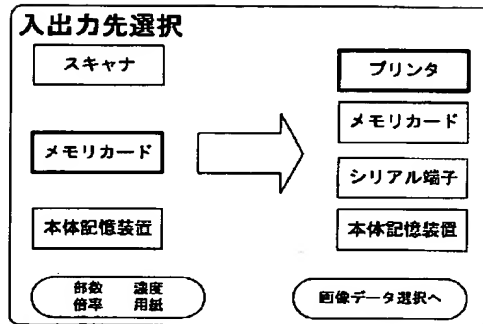 入出力先選択
スキャナ
メモリカード
本体記憶装置
プリンタ
メモリカード
シリアル端子
本体記憶装置
部数 濃度
倍率 用紙
画像データ選択へ